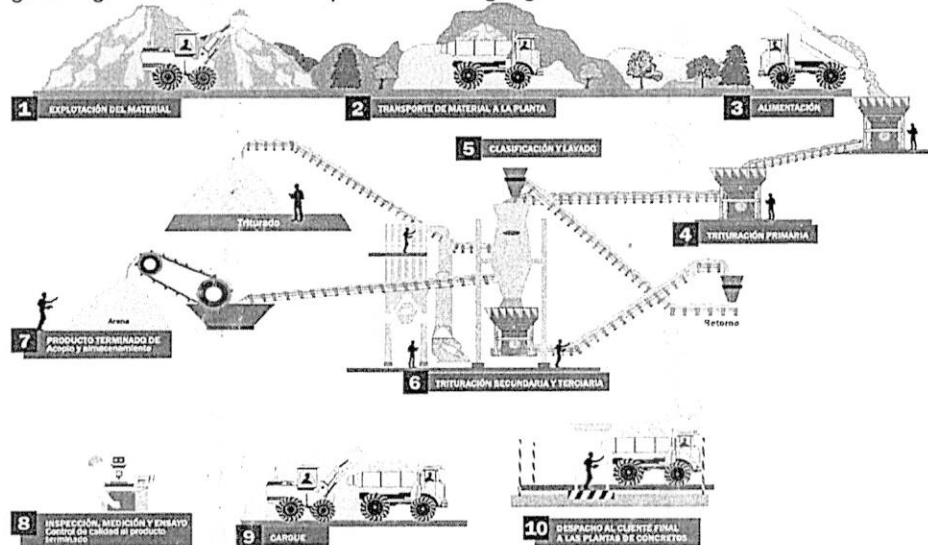 1 EXPLOTACIÓN DEL MATERIAL
2 TRANSPORTE DE MATERIAL A LA PLANTA
3 ALIMENTACIÓN
5 CLASIFICACIÓN Y LAVADO
Triturado
4 TRITURACIÓN PRIMARIA
Arena
Retorno
7 PRODUCTO TERMINADO DE
Acopio y almacenamiento
6 TRITURACIÓN SECUNDARIA Y TERCIARIA
8 INSPECCIÓN, MEDICIÓN Y ENSAYO
Control de calidad al producto
terminado
9 CARGUE
10 DESPACHO AL CLIENTE FINAL
A LAS PLANTAS DE CONCRETOS